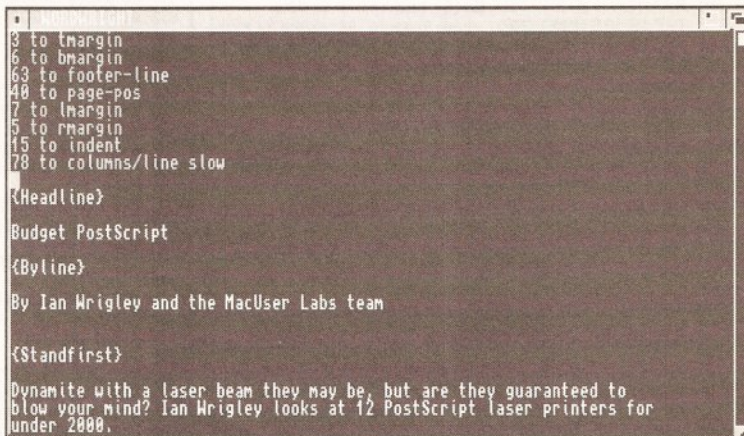 WORDWRIGHT
3 to tmargin
6 to bmargin
63 to footer-line
40 to page-pos
7 to lmargin
5 to rmargin
15 to indent
78 to columns/line slow
{Headline}
Budget PostScript
{Byline}
By Ian Wrigley and the MacUser Labs team
{Standfirst}
Dynamite with a laser beam they may be, but are they guaranteed to
blow your mind? Ian Wrigley looks at 12 PostScript laser printers for
under 2000.